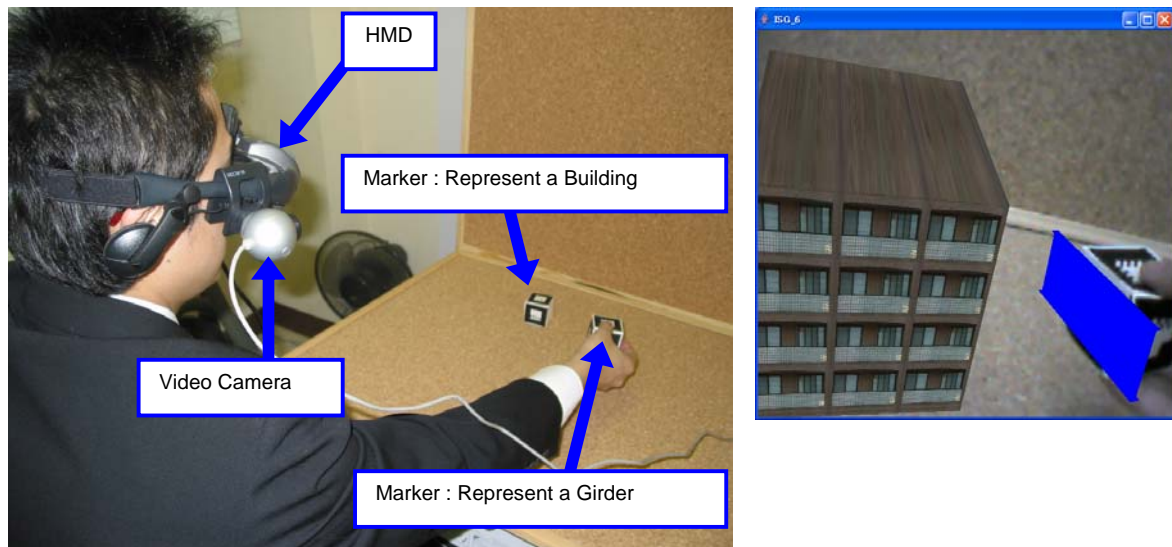 HMD
Marker : Represent a Building
Video Camera
Marker : Represent a Girder
ISG_6